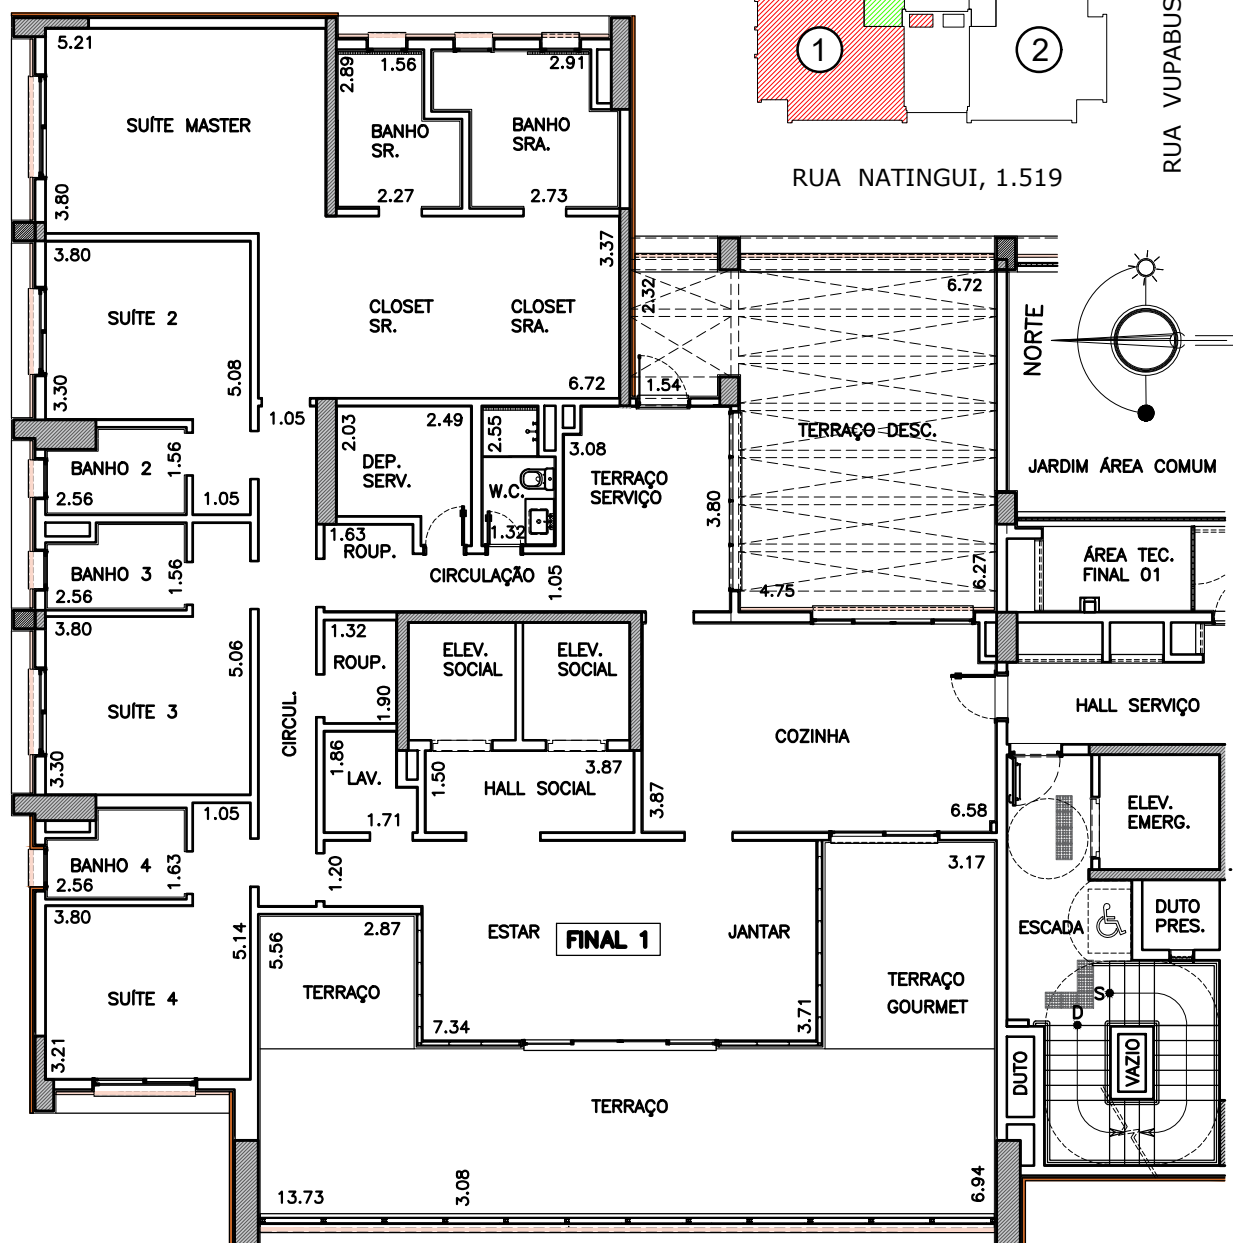 5.21
2.89
1.56
2.91
1
2
RUA VUPABUS
SUÍTE MASTER
BANHO
SR.
BANHO
SRA.
RUA NATINGUI, 1.519
3.80
2.27
2.73
3.80
3.37
2.32
6.72
NORTE
SUÍTE 2
CLOSET
SR.
CLOSET
SRA.
3.30
5.08
6.72
1.54
1.05
2.03
2.49
2.55
3.08
TERRAÇO DESC.
BANHO 2
1.56
DEP.
SERV.
W.C.
TERRAÇO
SERVIÇO
JARDIM ÁREA COMUM
2.56
1.05
3.80
1.63
ROUP.
1.32
BANHO 3
1.56
CIRCULAÇÃO
1.05
ÁREA TEC.
FINAL 01
2.56
4.75
6.27
3.80
5.06
1.32
ROUP.
1.90
ELEV.
SOCIAL
ELEV.
SOCIAL
SUÍTE 3
CIRCUL.
HALL SERVIÇO
COZINHA
3.30
1.86
LAV.
1.71
1.50
3.87
HALL SOCIAL
3.87
6.58
ELEV.
EMERG.
1.05
BANHO 4
1.63
2.56
1.20
3.17
3.80
5.14
5.56
2.87
ESTAR
FINAL 1
JANTAR
ESCADA
DUTO
PRES.
SUÍTE 4
TERRAÇO
TERRAÇO
GOURMET
S
D
3.21
7.34
3.71
DUTO
VAZIO
TERRAÇO
13.73
3.08
6.94